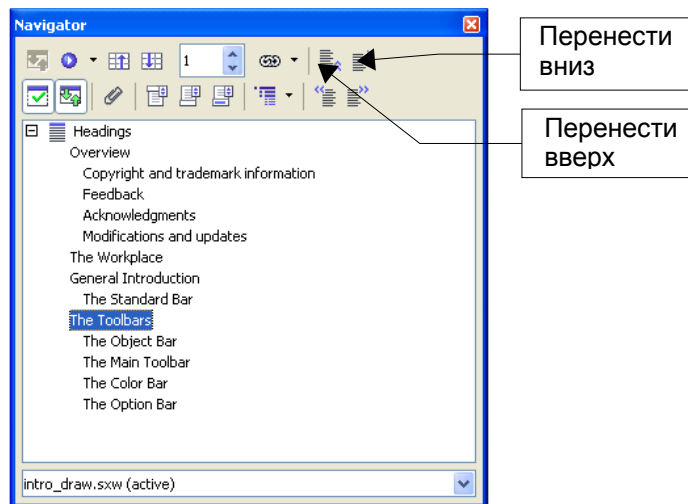 Navigator
1
Перенести
вниз
Перенести
вверх
Headings
Overview
Copyright and trademark information
Feedback
Acknowledgments
Modifications and updates
The Workplace
General Introduction
The Standard Bar
The Toolbars
The Object Bar
The Main Toolbar
The Color Bar
The Option Bar
intro_draw.sxw (active)